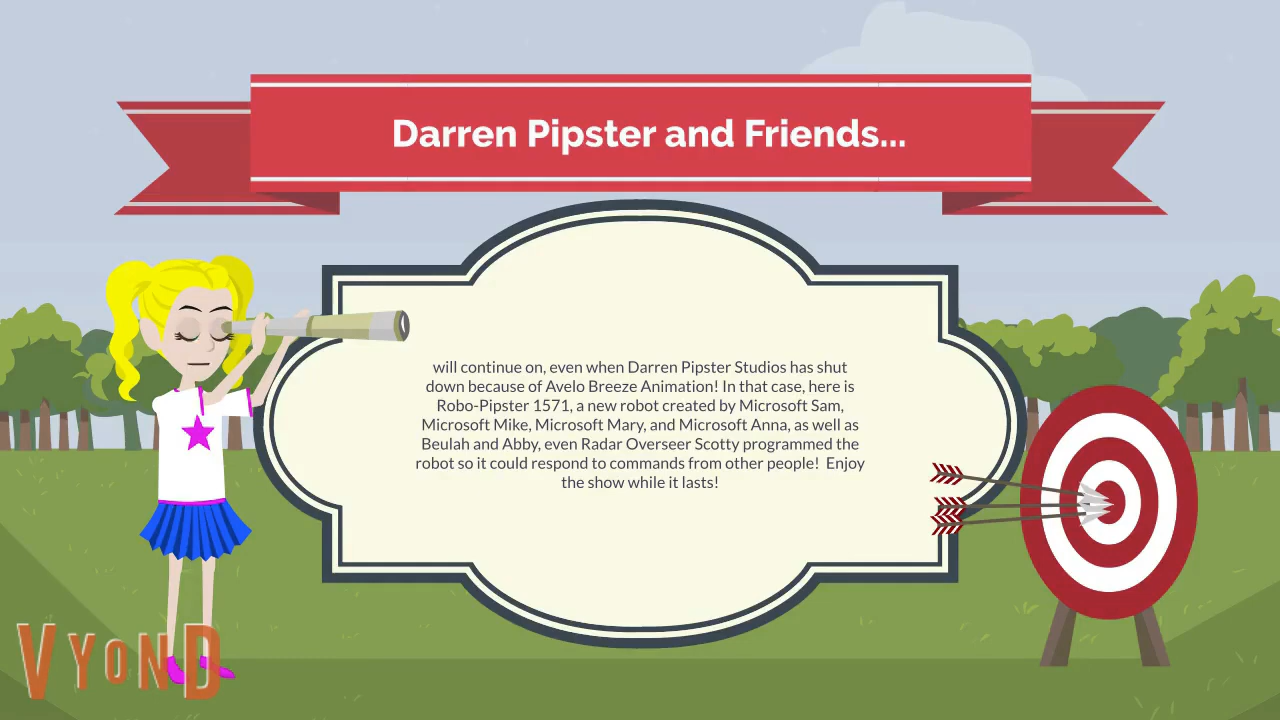 Darren Pipster and Friends...
will continue on, even when Darren Pipster Studios has shut
down because of Avelo Breeze Animation! In that case, here is
Robo-Pipster 1571, a new robot created by Microsoft Sam,
Microsoft Mike, Microsoft Mary, and Microsoft Anna, as well as
Beulah and Abby, even Radar Overseer Scotty programmed the
robot so it could respond to commands from other people!  Enjoy
the show while it lasts!
VYOND